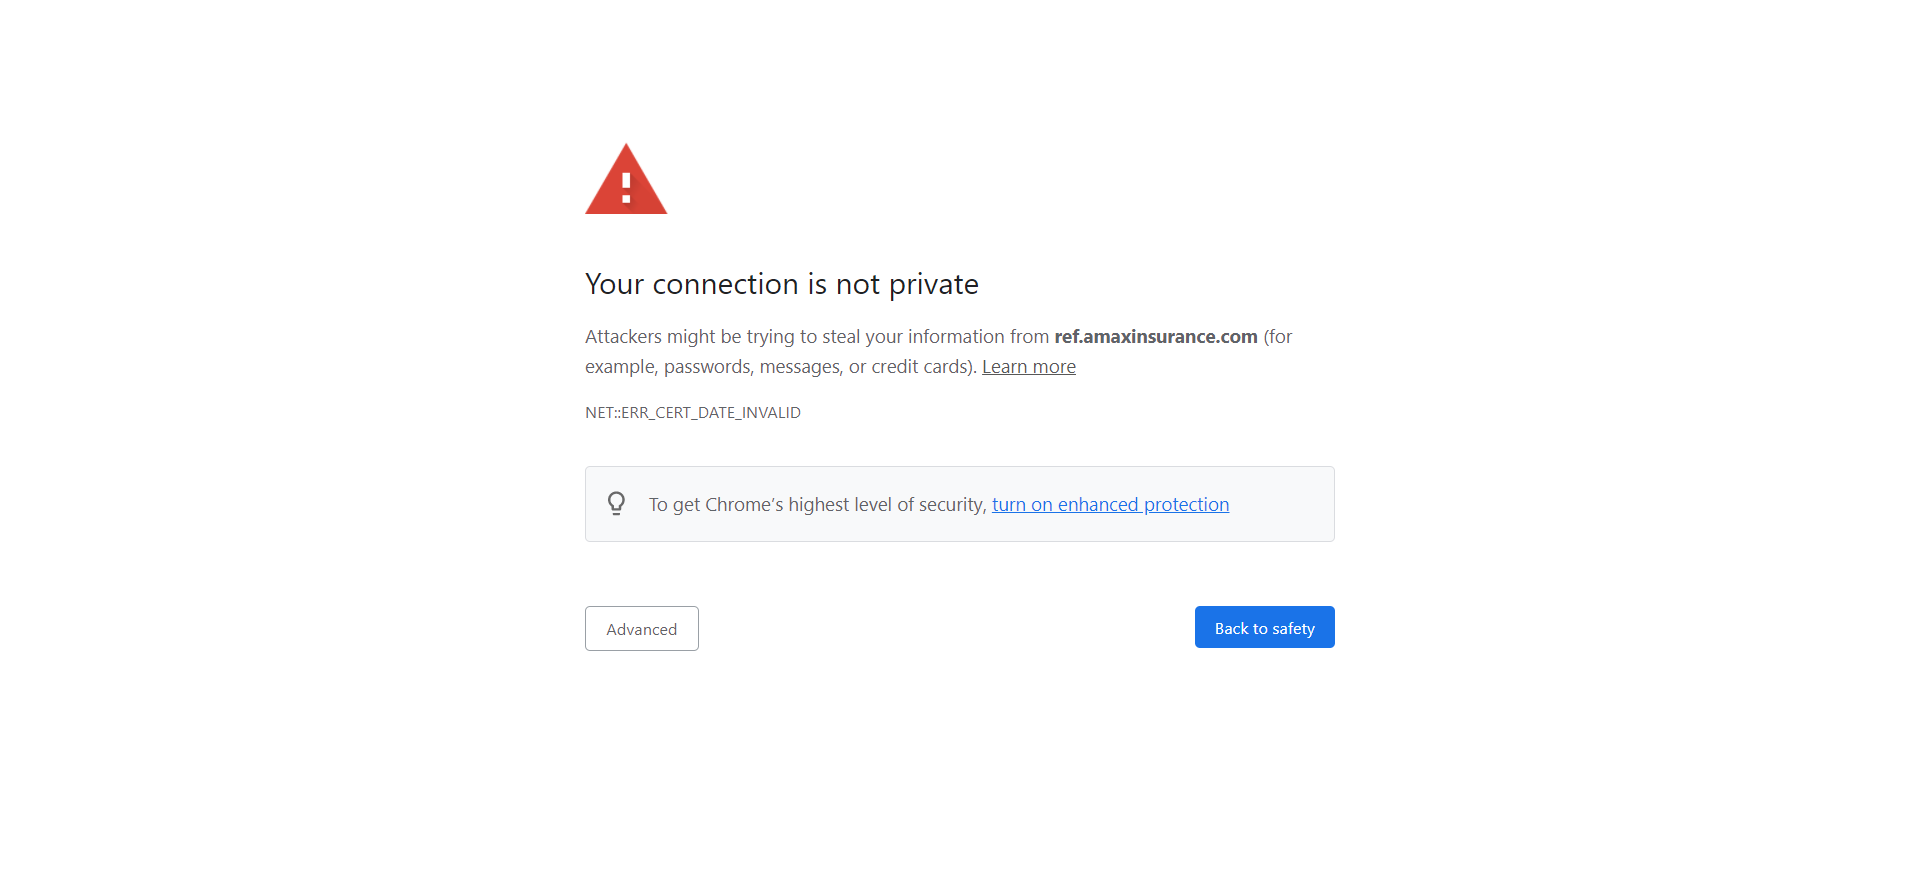 Your connection is not private
Attackers might be trying to steal your information from ref.amaxinsurance.com (for
example, passwords, messages, or credit cards). Learn more
NET::ERR_CERT_DATE_INVALID
To get Chrome's highest level of security, turn on enhanced protection
Advanced
Back to safety